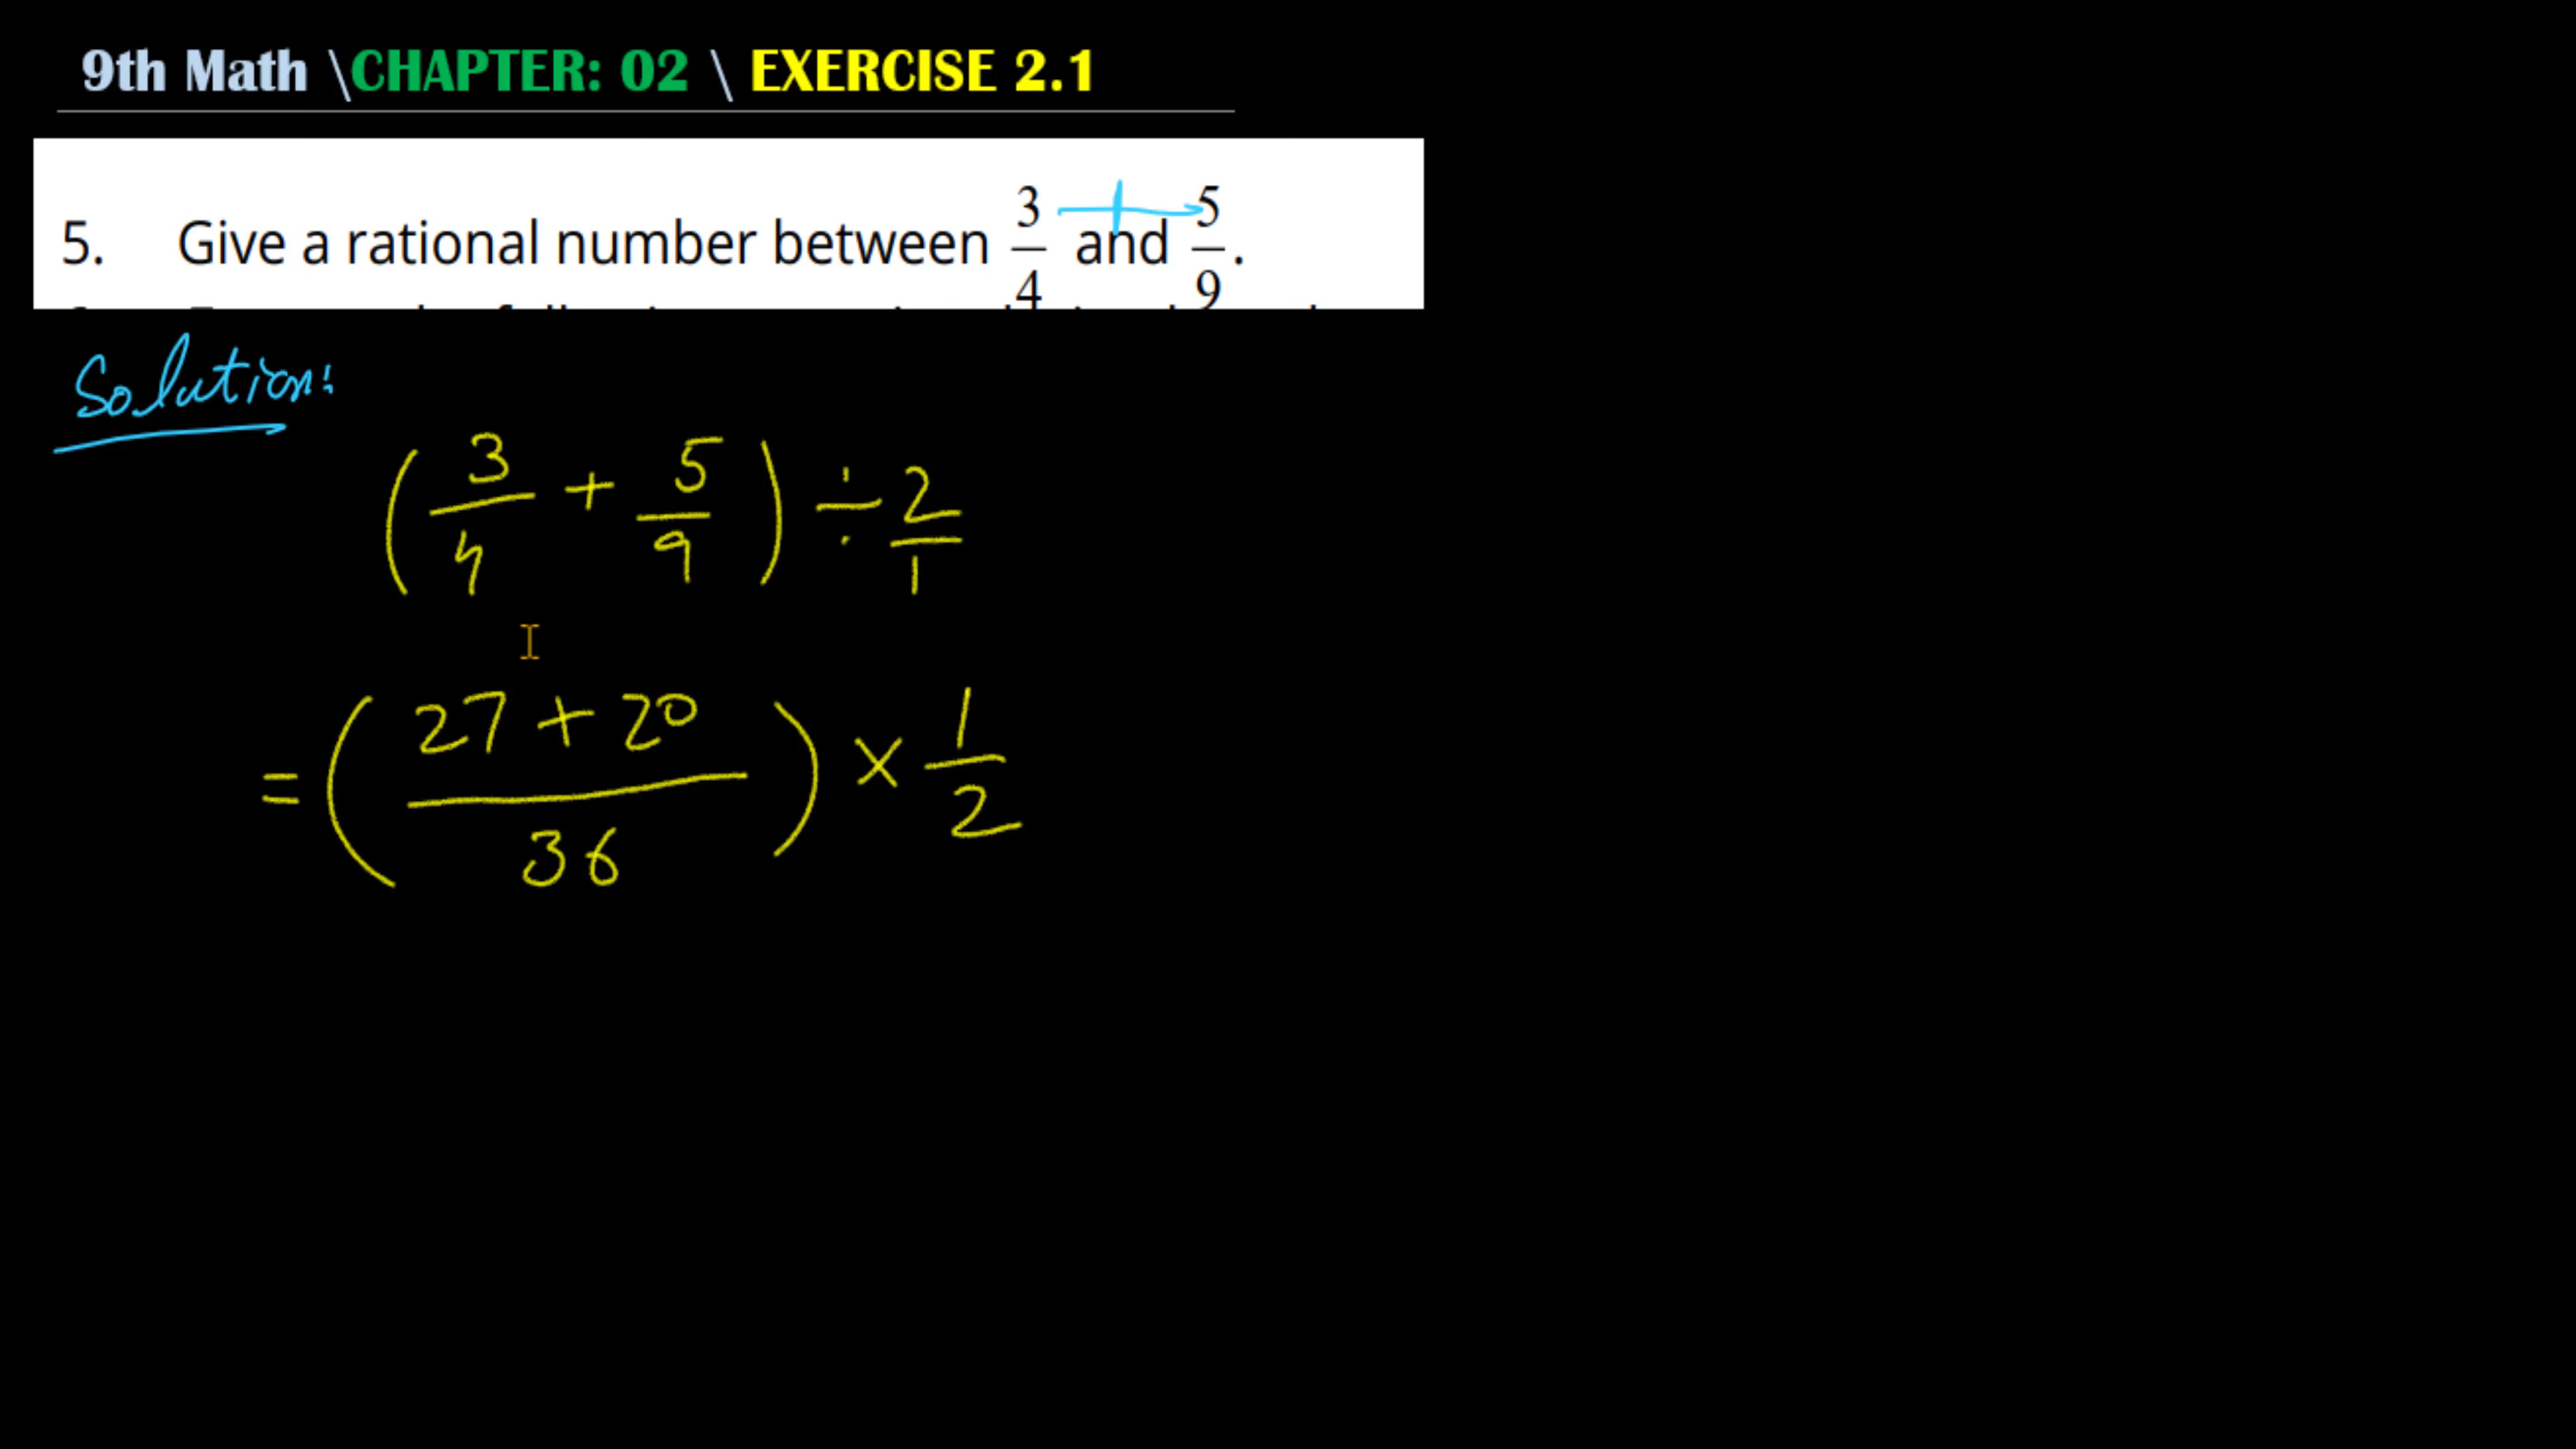 9th Math \CHAPTER: 02 \ EXERCISE 2.1
5. Give a rational number between 3/4 and 5/9.
Solution:
(3/4 + 5/9) ÷ 2/1
= (27 + 20 / 36) × 1/2